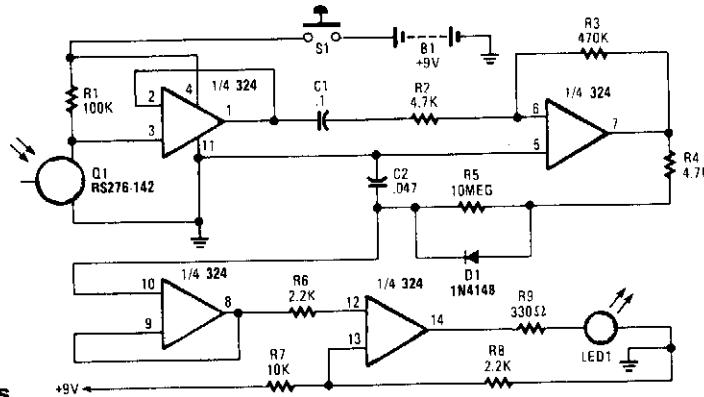 S1
B1
+9V
R3
470K
R1
100K
4
1/4 324
2
1
3
11
C1
.1
R2
4.7K
1/4 324
6
7
5
Q1
RS276-142
C2
.047
R5
10MEG
R4
D1
1N4148
1/4 324
10
8
9
R6
2.2K
1/4 324
12
14
13
R9
330Ω
LED1
R7
10K
R8
2.2K
+9V